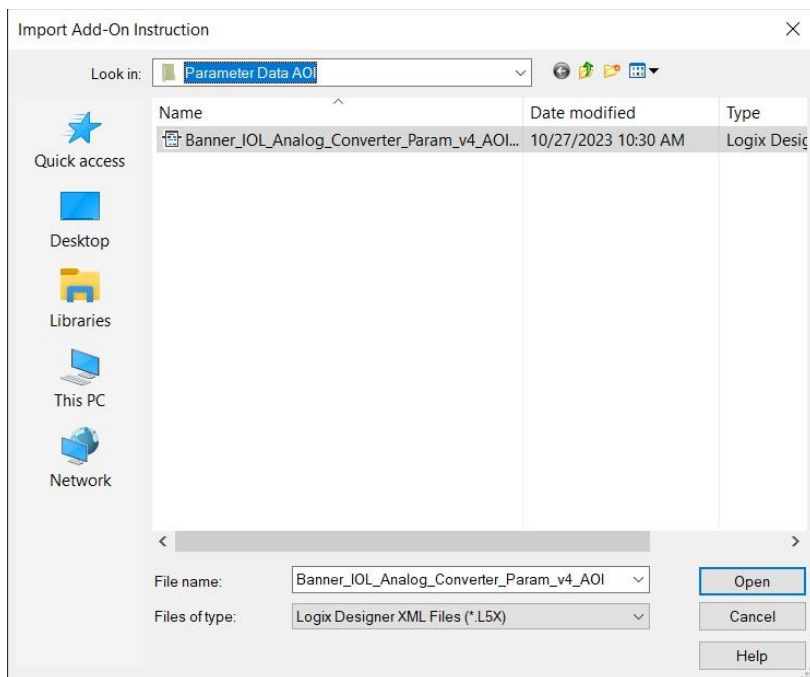 Import Add-On Instruction
Look in: Parameter Data AOI
Name Date modified Type
Banner_IOL_Analog_Converter_Param_v4_AOI... 10/27/2023 10:30 AM Logix Desig
Quick access
Desktop
Libraries
This PC
Network
File name: Banner_IOL_Analog_Converter_Param_v4_AOI Open
Files of type: Logix Designer XML Files (*.L5X) Cancel
Help